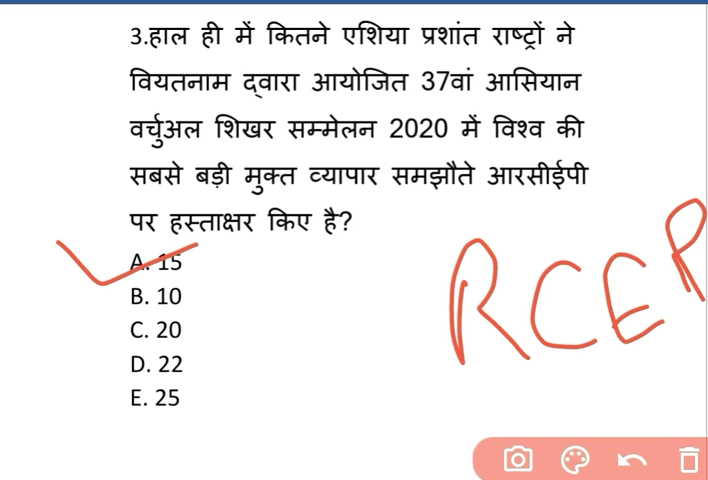 3.हाल ही में कितने एशिया प्रशांत राष्ट्रों ने
वियतनाम द्वारा आयोजित 37वां आसियान
वर्चुअल शिखर सम्मेलन 2020 में विश्व की
सबसे बड़ी मुक्त व्यापार समझौते आरसीईपी
पर हस्ताक्षर किए है?
A. 15
RCEP
B. 10
C. 20
D. 22
E. 25